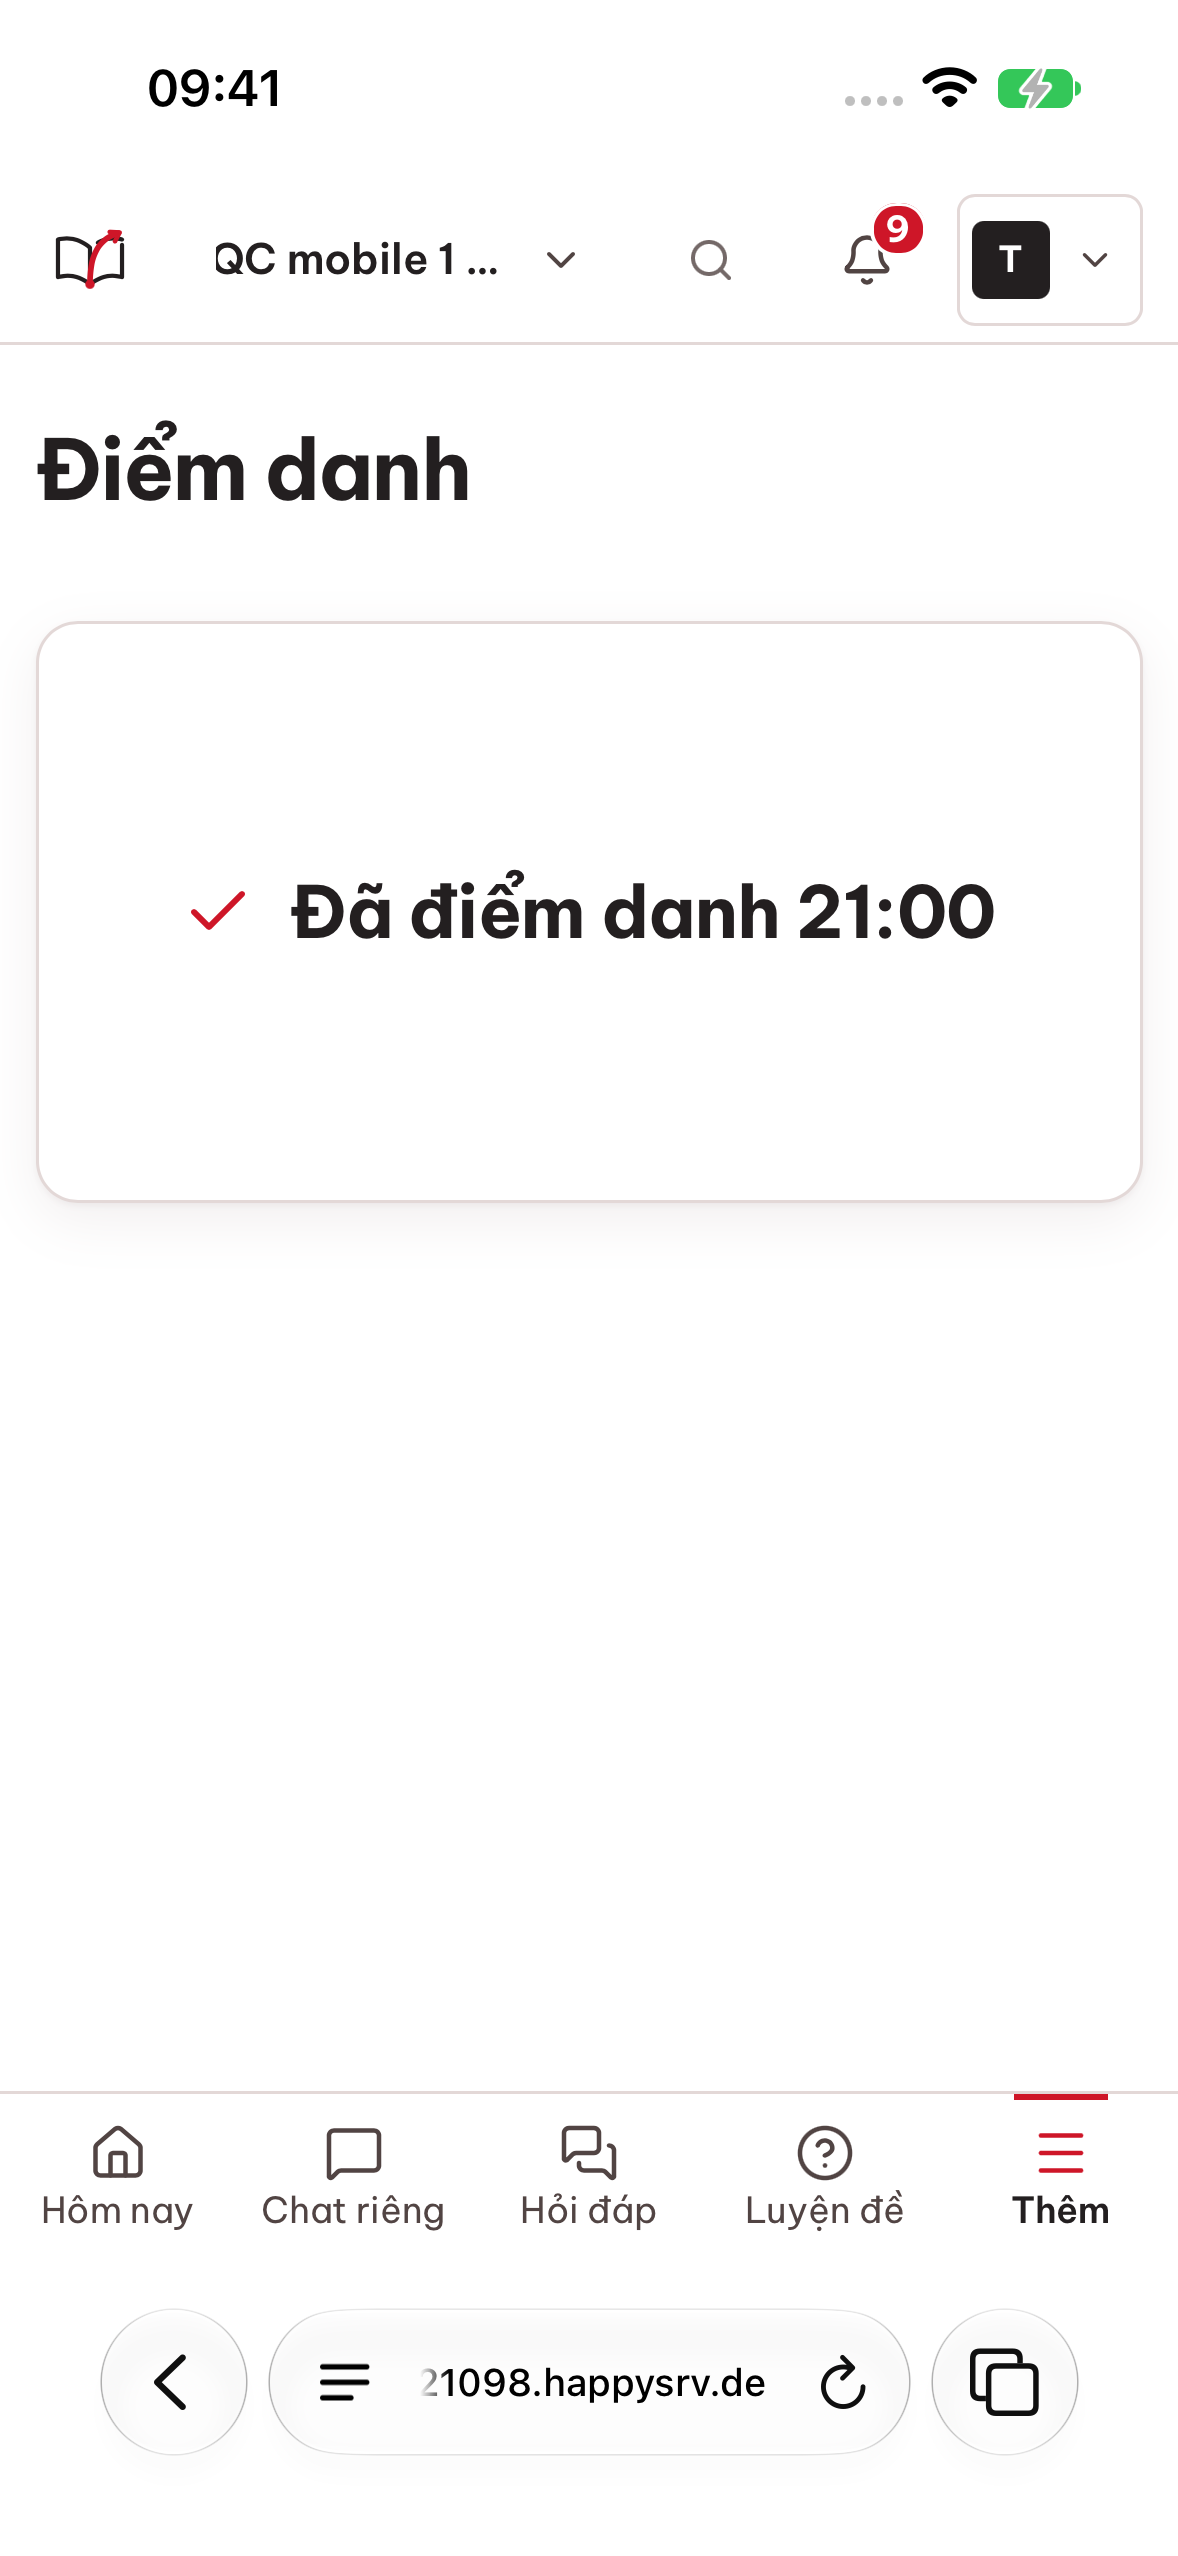 09:41
QC mobile 1 ...
9
T
Điểm danh
Đã điểm danh 21:00
Hôm nay
Chat riêng
Hỏi đáp
Luyện đề
Thêm
21098.happysrv.de